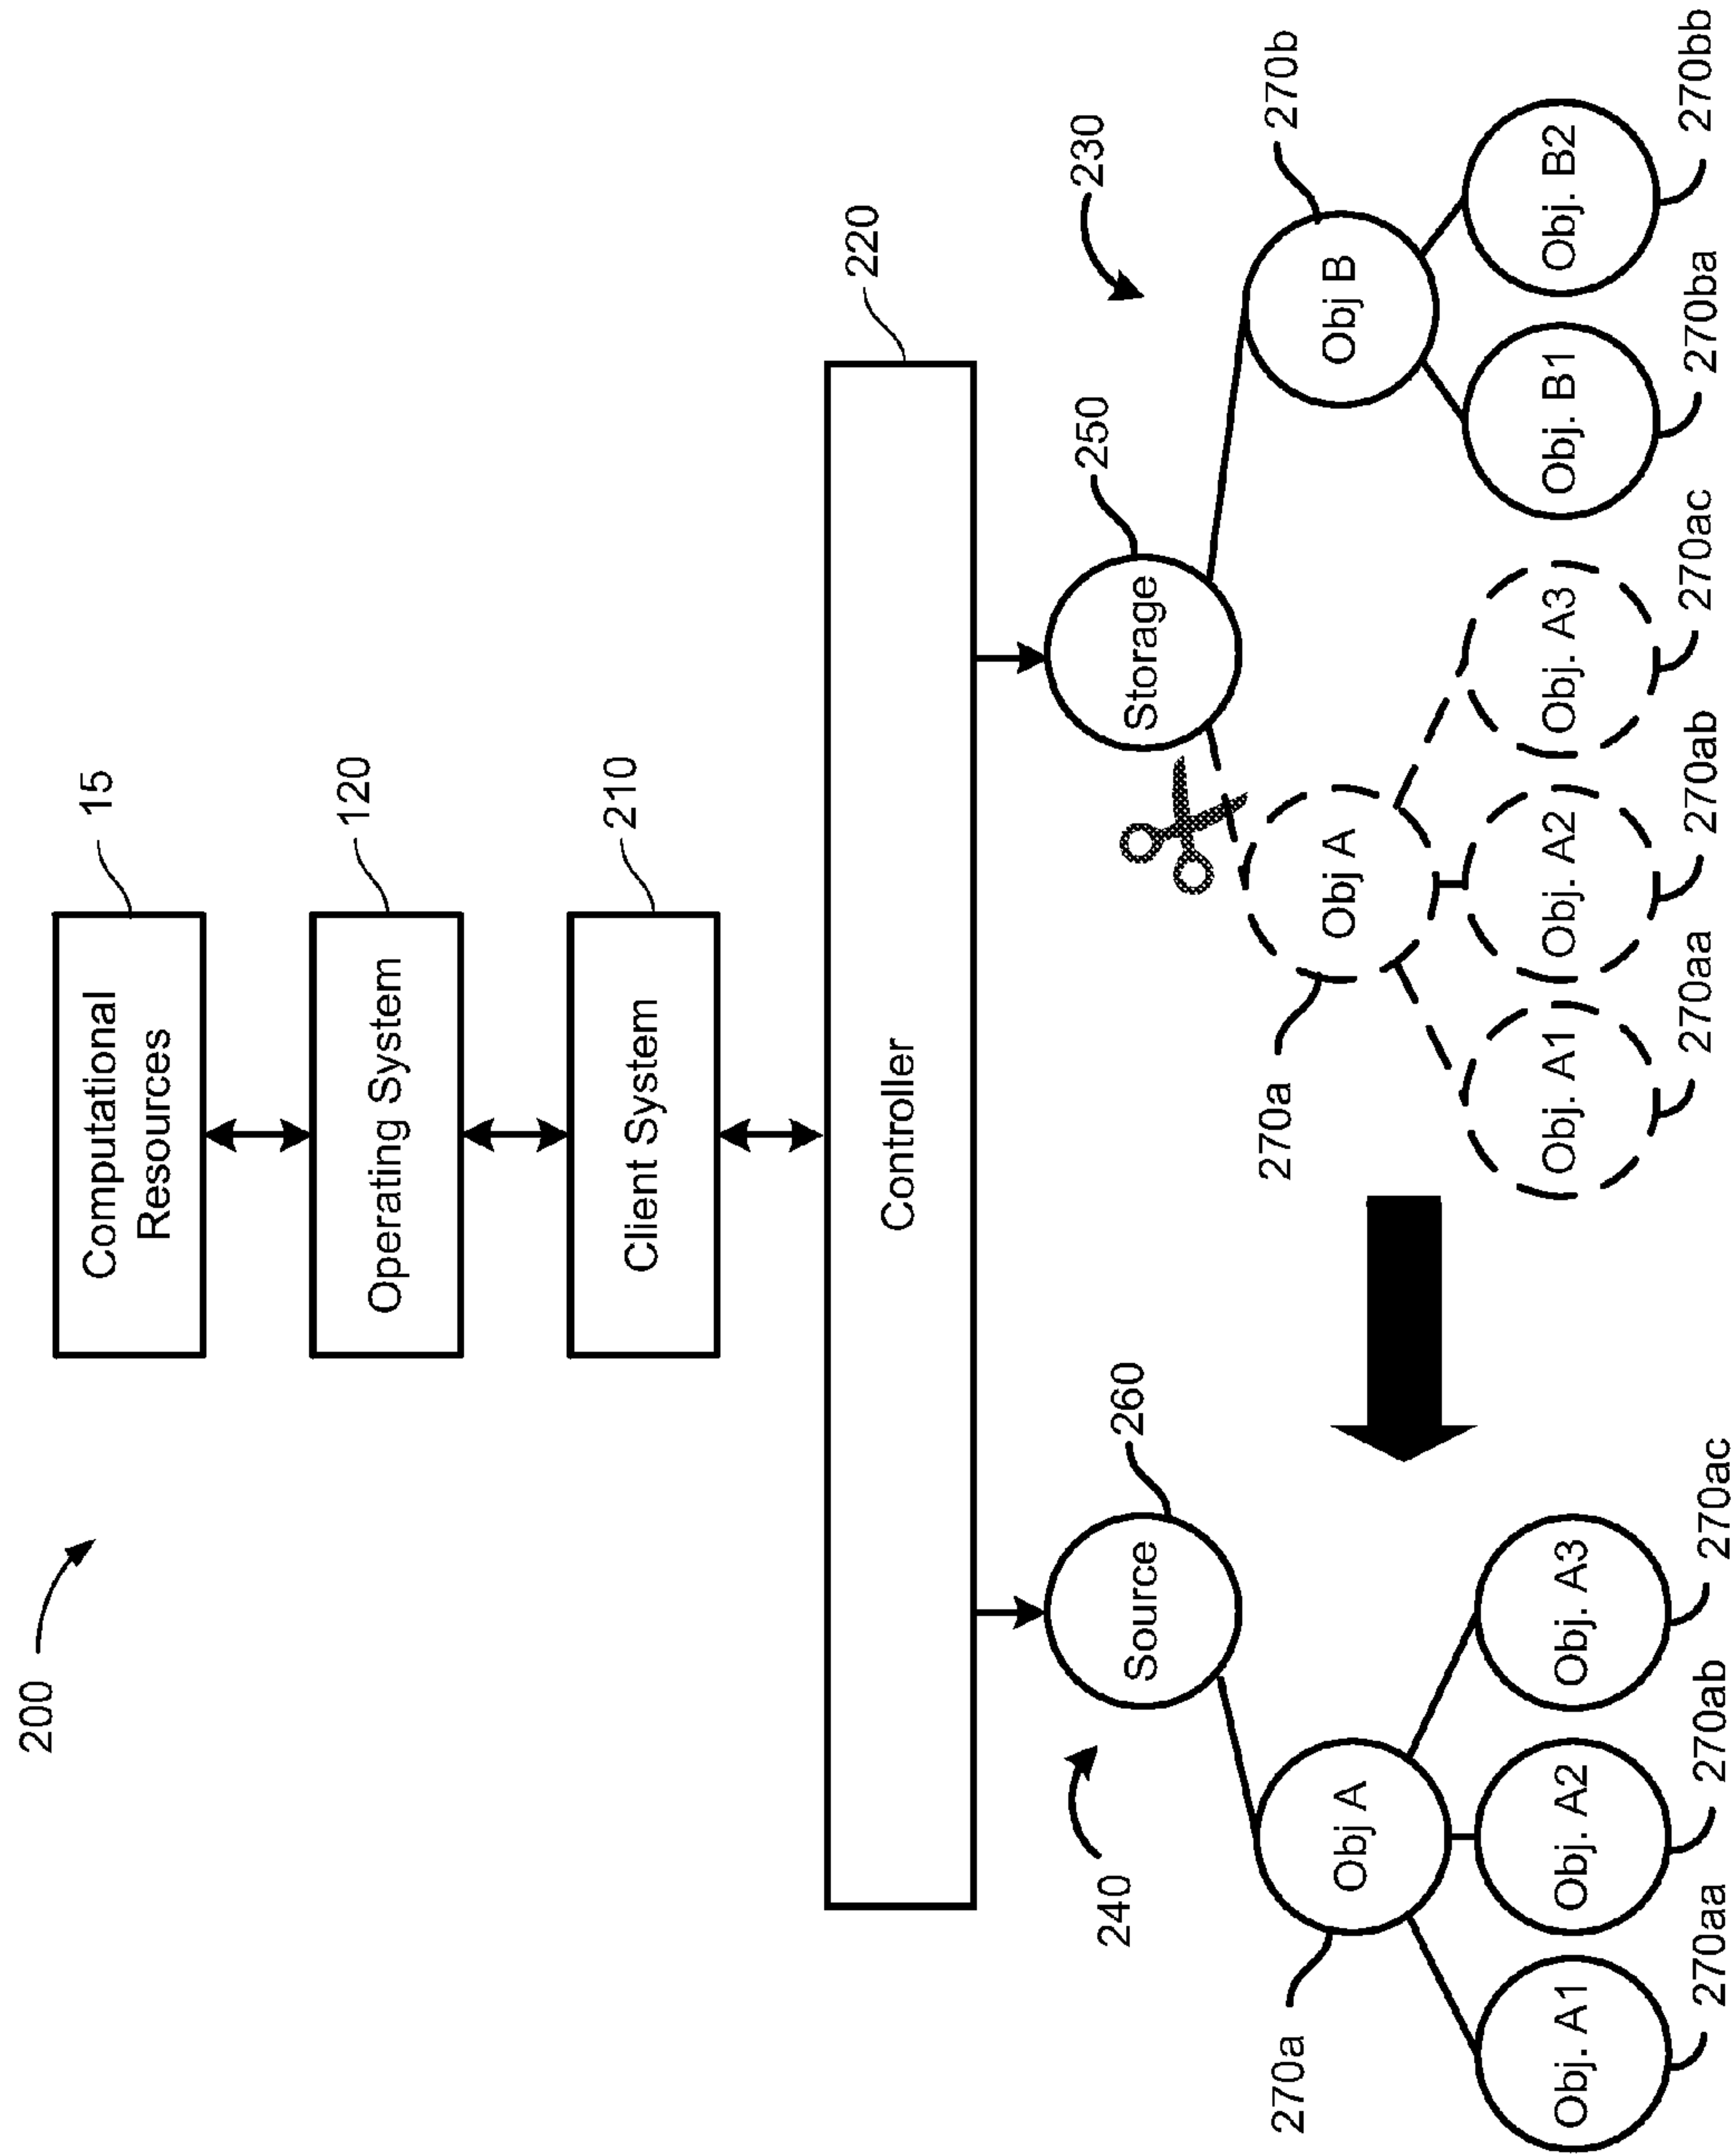 200
Computational
Resources
15
Operating System
120
Client System
210
Controller
220
Source
260
Storage
250
240
230
Obj A
270a
Obj A
270a
Obj B
270b
Obj. A1
Obj. A2
Obj. A3
Obj. A1
Obj. A2
Obj. A3
Obj. B1
Obj. B2
270aa
270ab
270ac
270aa
270ab
270ac
270ba
270bb